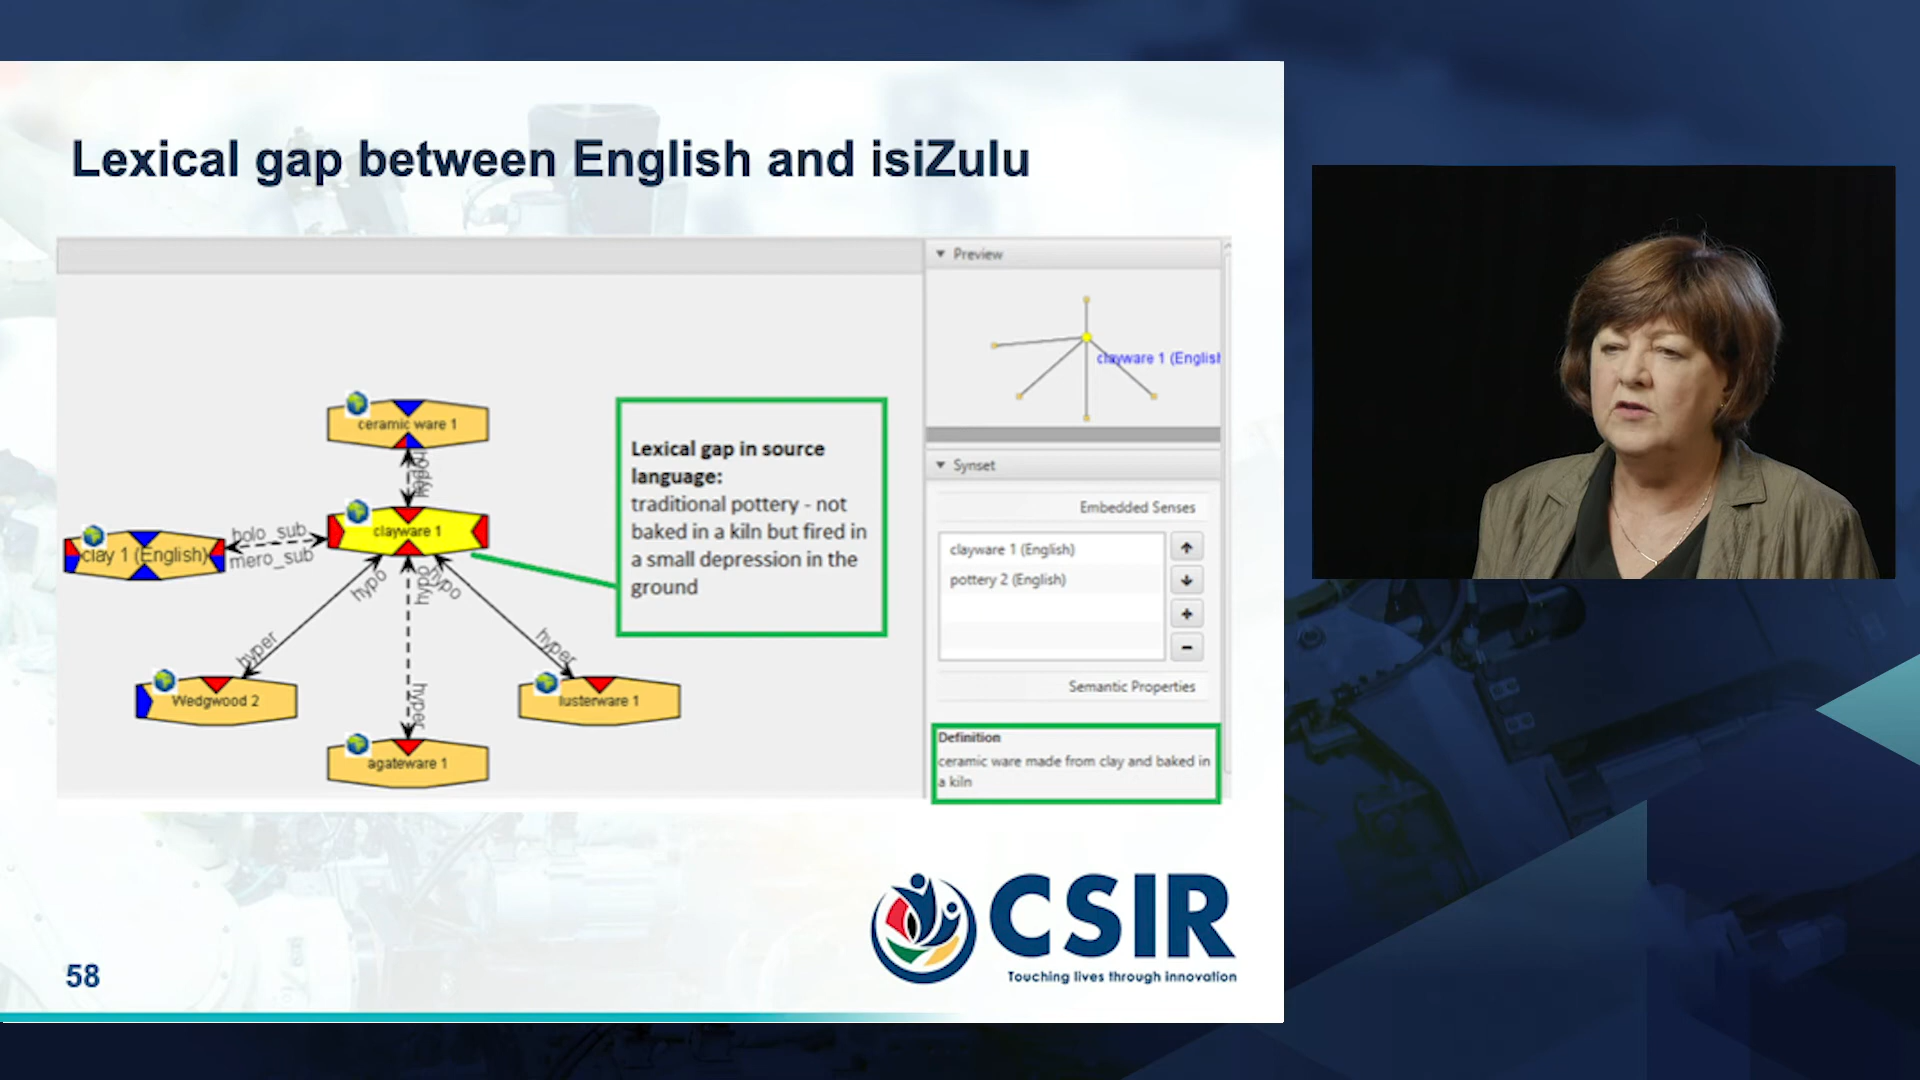 Lexical gap between English and isiZulu
Preview
clayware 1 (English
ceramic ware 1
hypo
hyper
clayware 1
clay 1 (English)
holo_sub
mero_sub
hypo
hypo
hypo
hyper
hyper
hyper
Wedgwood 2
lusterware 1
agateware 1
Lexical gap in source
language:
traditional pottery - not
baked in a kiln but fired in
a small depression in the
ground
Synset
Embedded Senses
clayware 1 (English)
pottery 2 (English)
Semantic Properties
Definition
ceramic ware made from clay and baked in
a kiln
CSIR
Touching lives through innovation
58